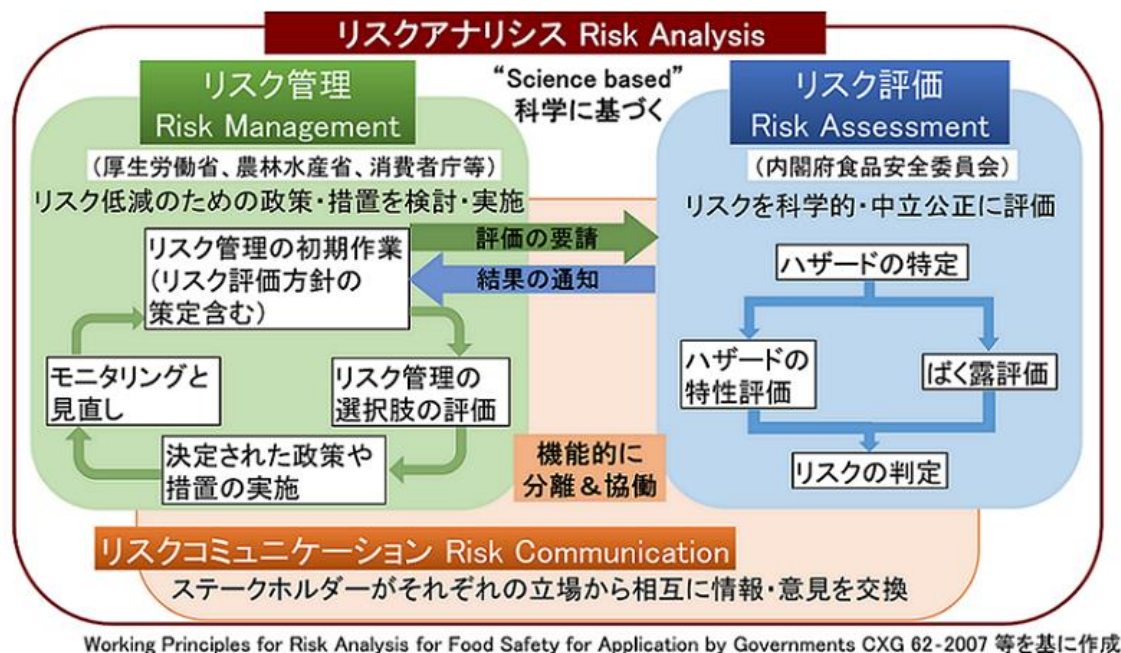 リスクアナリシス Risk Analysis
リスク管理
Risk Management
“Science based”
科学に基づく
リスク評価
Risk Assessment
（厚生労働省、農林水産省、消費者庁等）
リスク低減のための政策・措置を検討・実施
（内閣府食品安全委員会）
リスクを科学的・中立公正に評価
リスク管理の初期作業
（リスク評価方針の
策定含む）
評価の要請
結果の通知
ハザードの特定
モニタリングと
見直し
リスク管理の
選択肢の評価
ハザードの
特性評価
ばく露評価
決定された政策や
措置の実施
機能的に
分離＆協働
リスクの判定
リスクコミュニケーション Risk Communication
ステークホルダーがそれぞれの立場から相互に情報・意見を交換
Working Principles for Risk Analysis for Food Safety for Application by Governments CXG 62-2007 等を基に作成